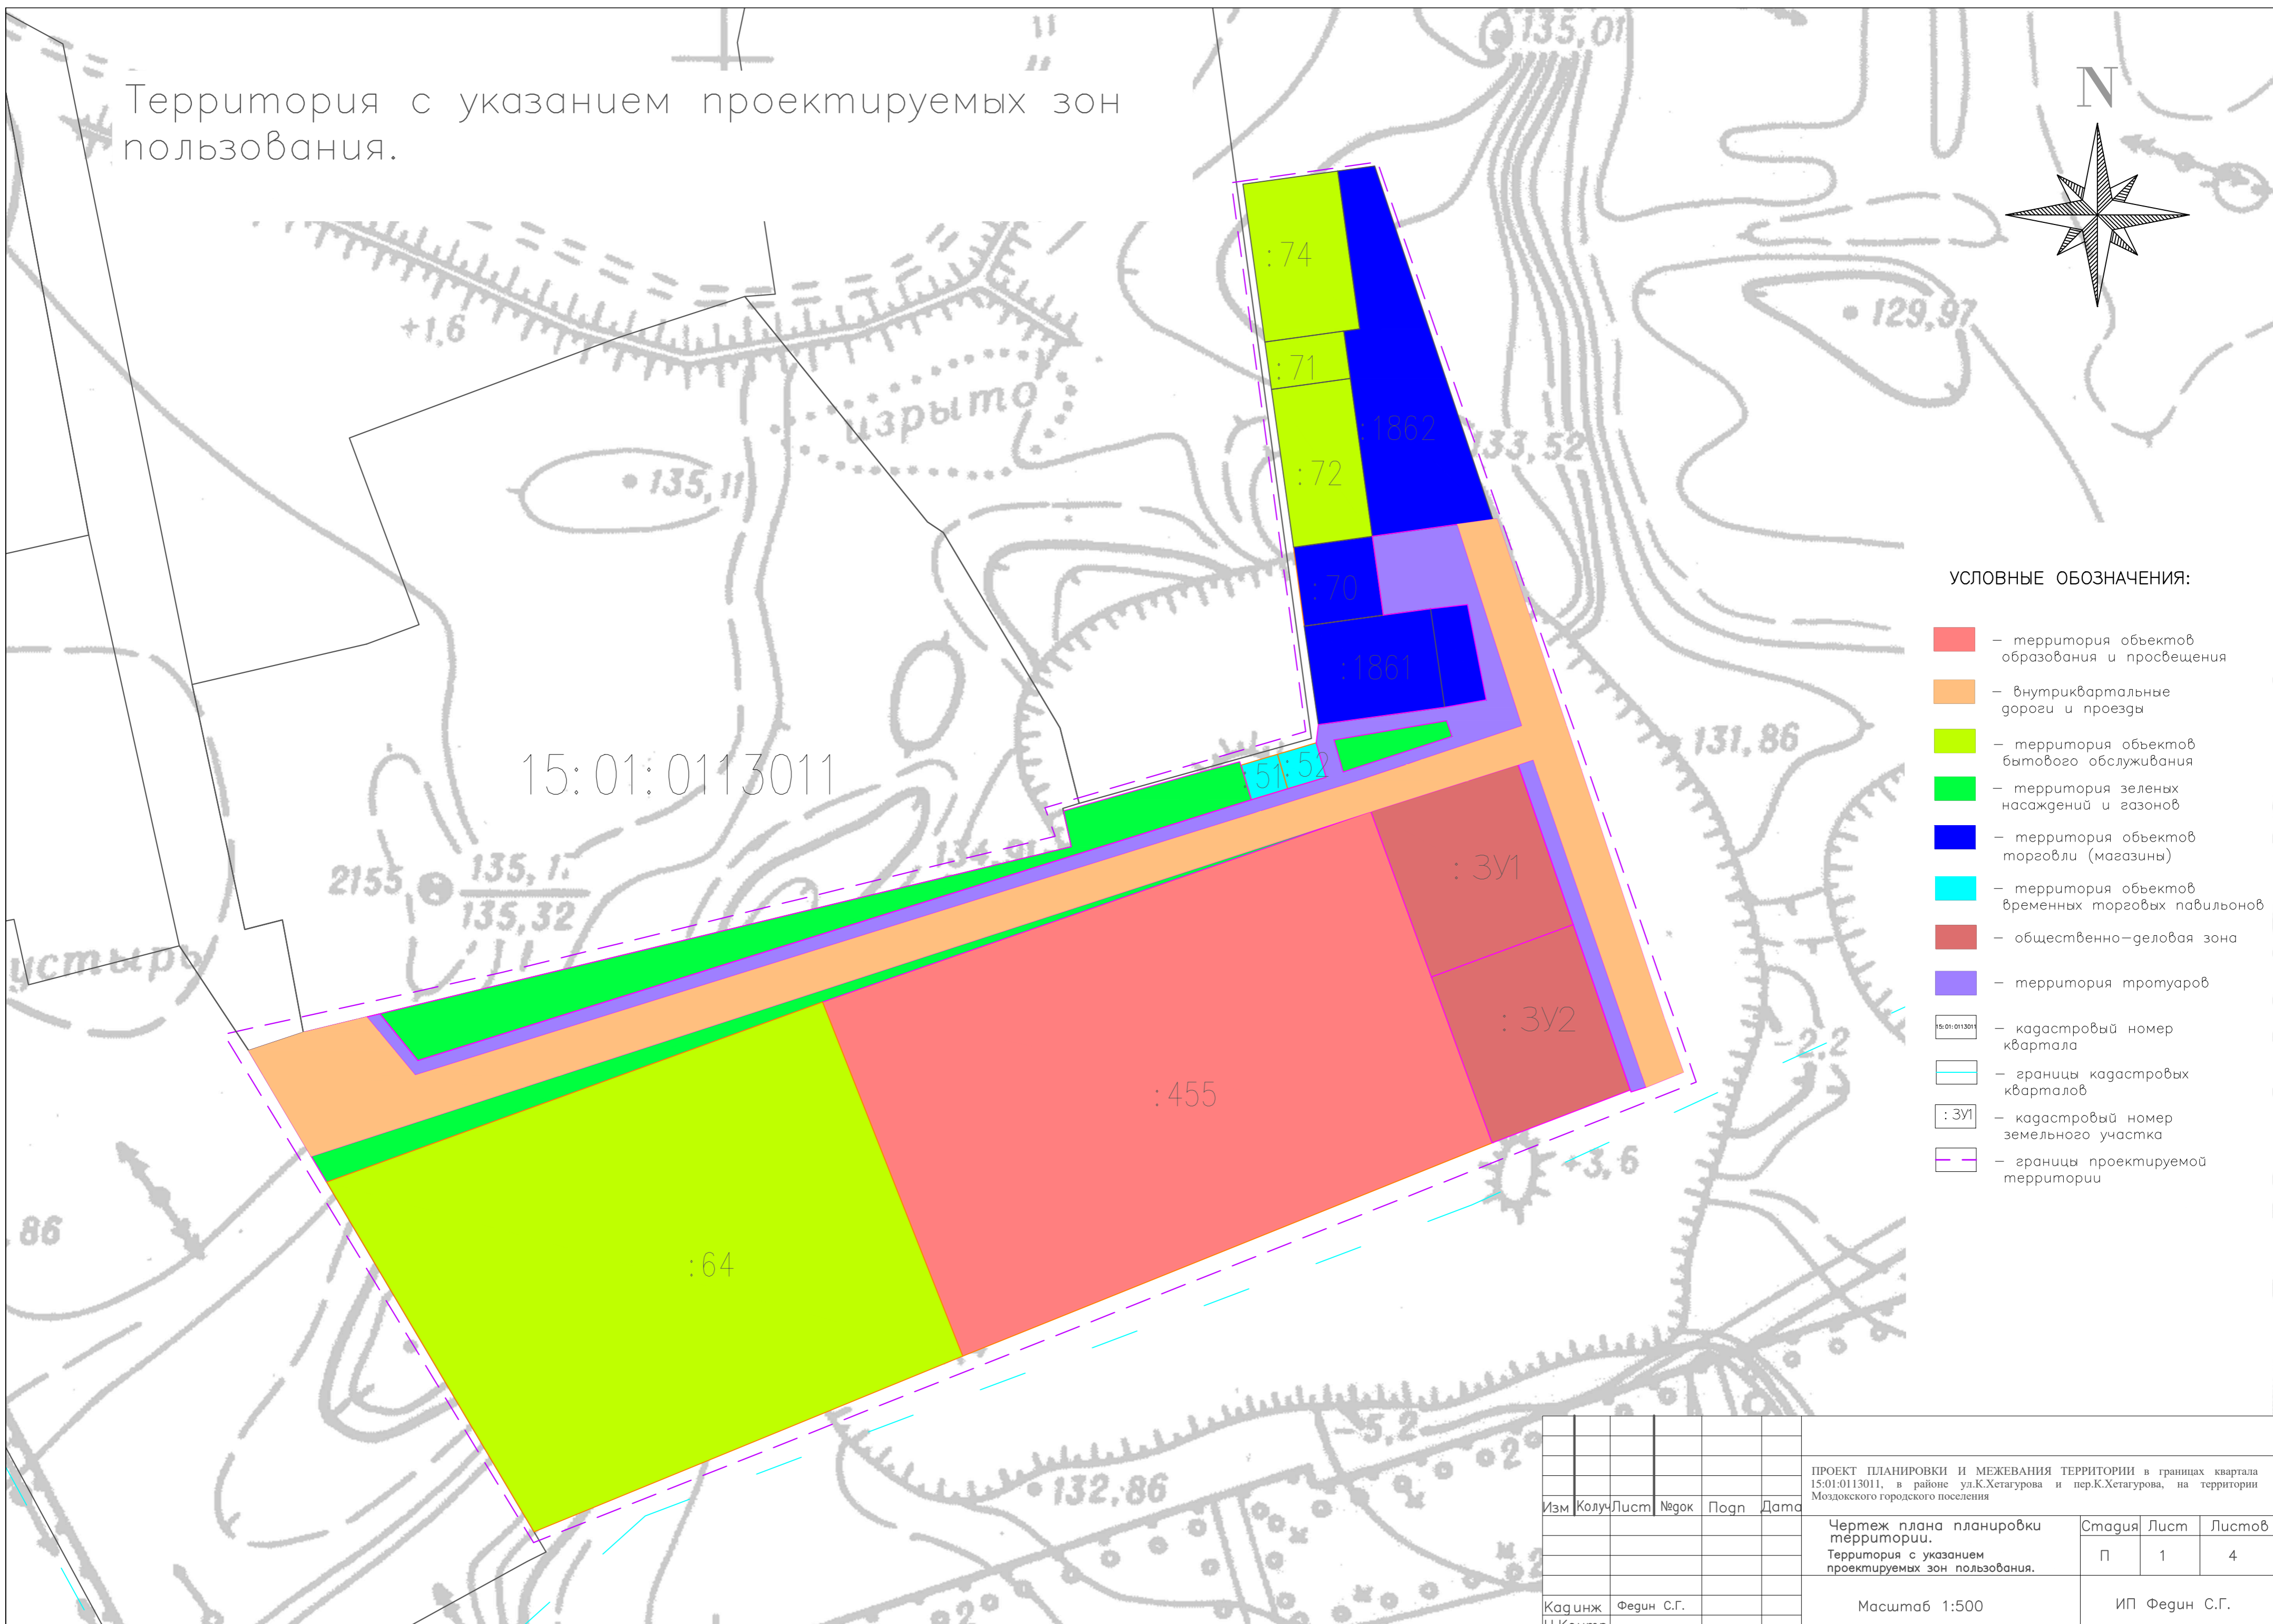 Территория с указанием проектируемых зон
пользования.
N
135,01
+1,6
изрыто
135,11
129,97
133,52
131,86
134,91
2155
135,1
135,32
15:01:0113011
:74
:71
:72
:1862
:70
:1861
:51
:52
:ЗУ1
:ЗУ2
:455
:64
86
-2,2
+3,6
-5,2
132,86
УСЛОВНЫЕ ОБОЗНАЧЕНИЯ:
– территория объектов
образования и просвещения
– внутриквартальные
дороги и проезды
– территория объектов
бытового обслуживания
– территория зеленых
насаждений и газонов
– территория объектов
торговли (магазины)
– территория объектов
временных торговых павильонов
– общественно-деловая зона
– территория тротуаров
15:01:0113011 – кадастровый номер
квартала
– границы кадастровых
кварталов
:ЗУ1 – кадастровый номер
земельного участка
– границы проектируемой
территории
ПРОЕКТ ПЛАНИРОВКИ И МЕЖЕВАНИЯ ТЕРРИТОРИИ в границах квартала
15:01:0113011, в районе ул.К.Хетагурова и пер.К.Хетагурова, на территории
Моздокского городского поселения
Изм Колуч Лист №док Подп Дата
Чертеж плана планировки
территории.
Территория с указанием
проектируемых зон пользования.
Стадия Лист Листов
П 1 4
Кад инж Федин С.Г.
Масштаб 1:500
ИП Федин С.Г.